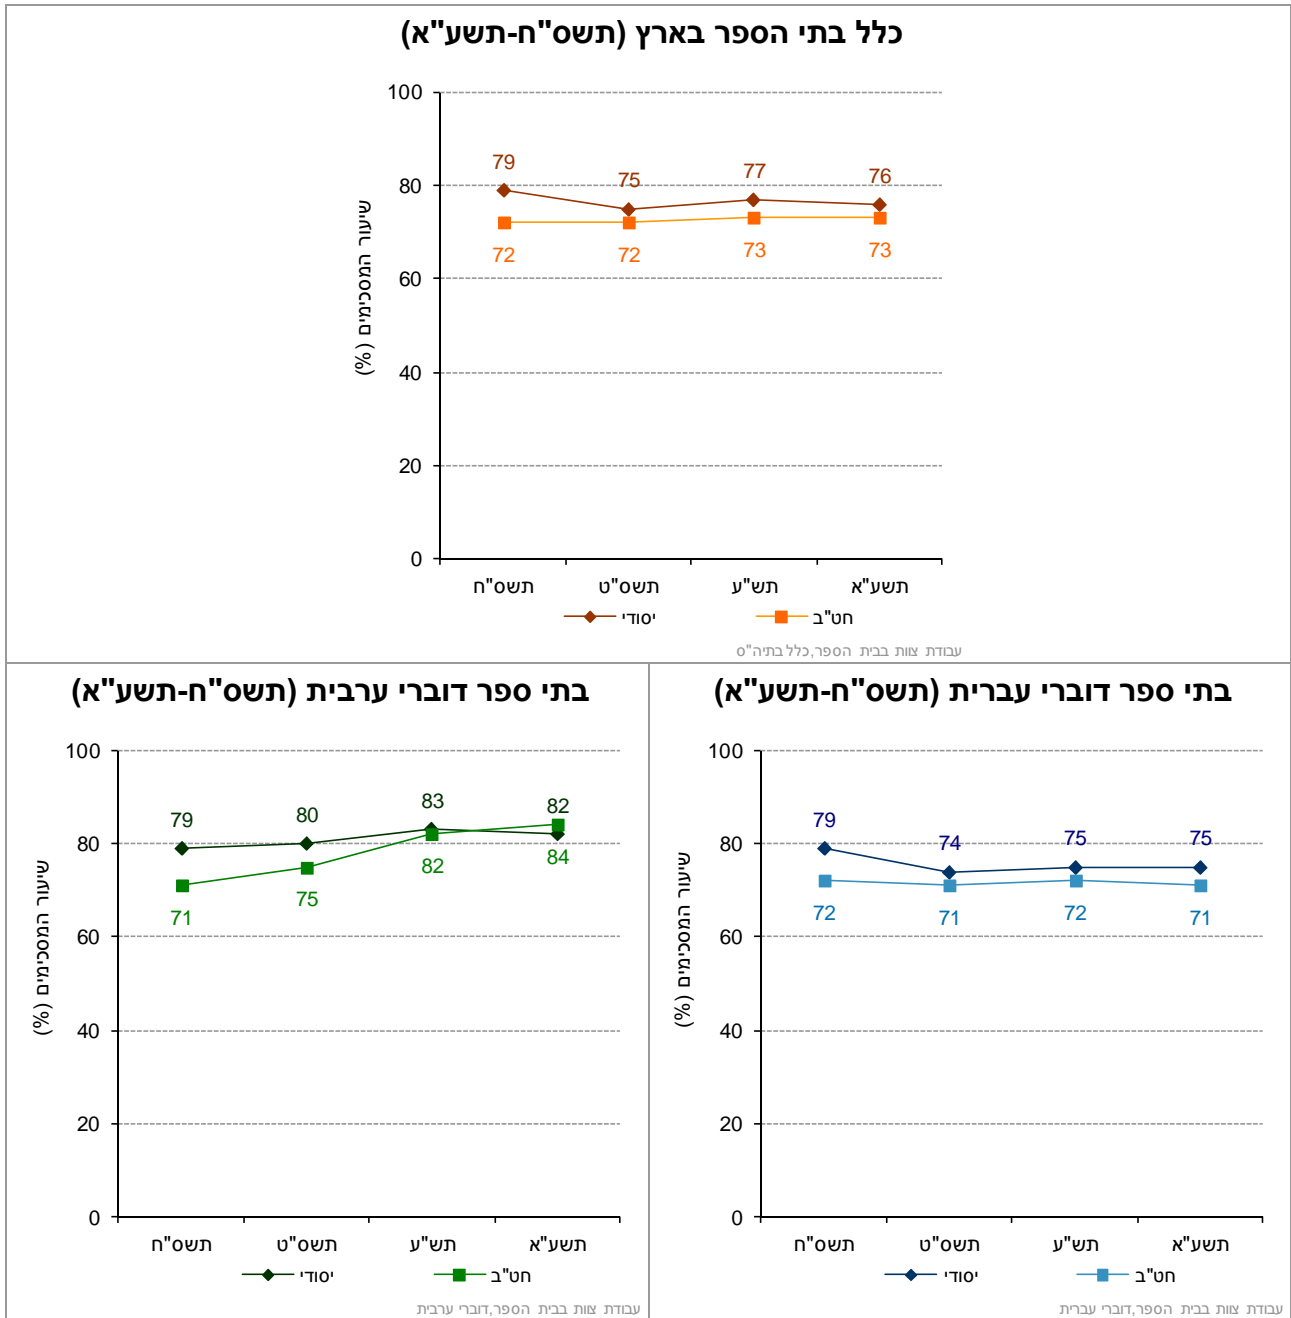 כלל בתי הספר בארץ (תשס"ח-תשע"א)
שיעור המסכימים (%)
100
80
60
40
20
0
79
75
77
76
72
72
73
73
תשס"ח
תשס"ט
תש"ע
תשע"א
יסודי
חט"ב
עבודת צוות בבית הספר,כלל בתיה"ס
בתי ספר דוברי עברית (תשס"ח-תשע"א)
שיעור המסכימים (%)
100
80
60
40
20
0
79
74
75
75
72
71
72
71
תשס"ח
תשס"ט
תש"ע
תשע"א
יסודי
חט"ב
עבודת צוות בבית הספר,דוברי עברית
בתי ספר דוברי ערבית (תשס"ח-תשע"א)
שיעור המסכימים (%)
100
80
60
40
20
0
79
80
83
82
71
75
82
84
תשס"ח
תשס"ט
תש"ע
תשע"א
יסודי
חט"ב
עבודת צוות בבית הספר,דוברי ערבית